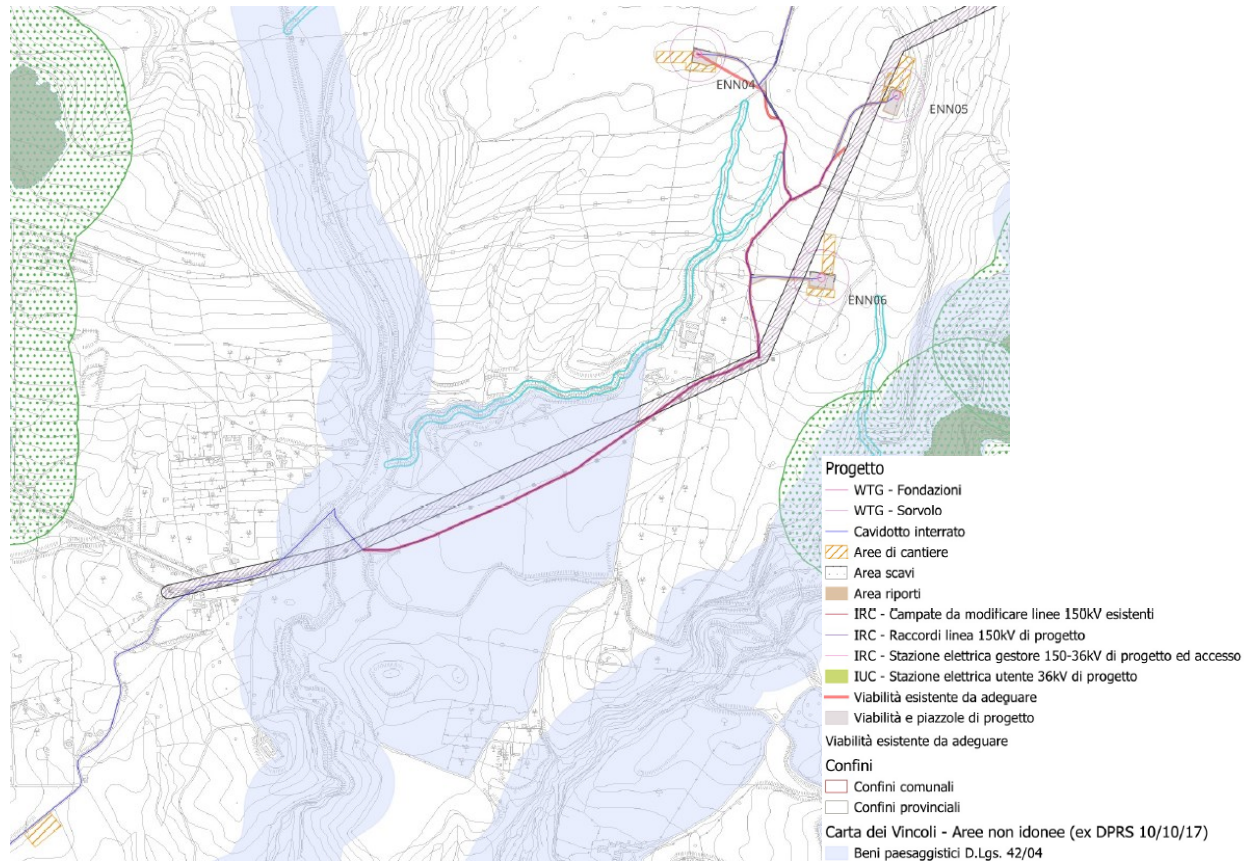 ENN04
ENN05
ENN06
Progetto
WTG - Fondazioni
WTG - Sorvolo
Cavidotto interrato
Aree di cantiere
Area scavi
Area riporti
IRC - Campate da modificare linee 150kV esistenti
IRC - Raccordi linea 150kV di progetto
IRC - Stazione elettrica gestore 150-36kV di progetto ed accesso
IUC - Stazione elettrica utente 36kV di progetto
Viabilità esistente da adeguare
Viabilità e piazzole di progetto
Viabilità esistente da adeguare
Confini
Confini comunali
Confini provinciali
Carta dei Vincoli - Aree non idonee (ex DPRS 10/10/17)
Beni paesaggistici D.Lgs. 42/04